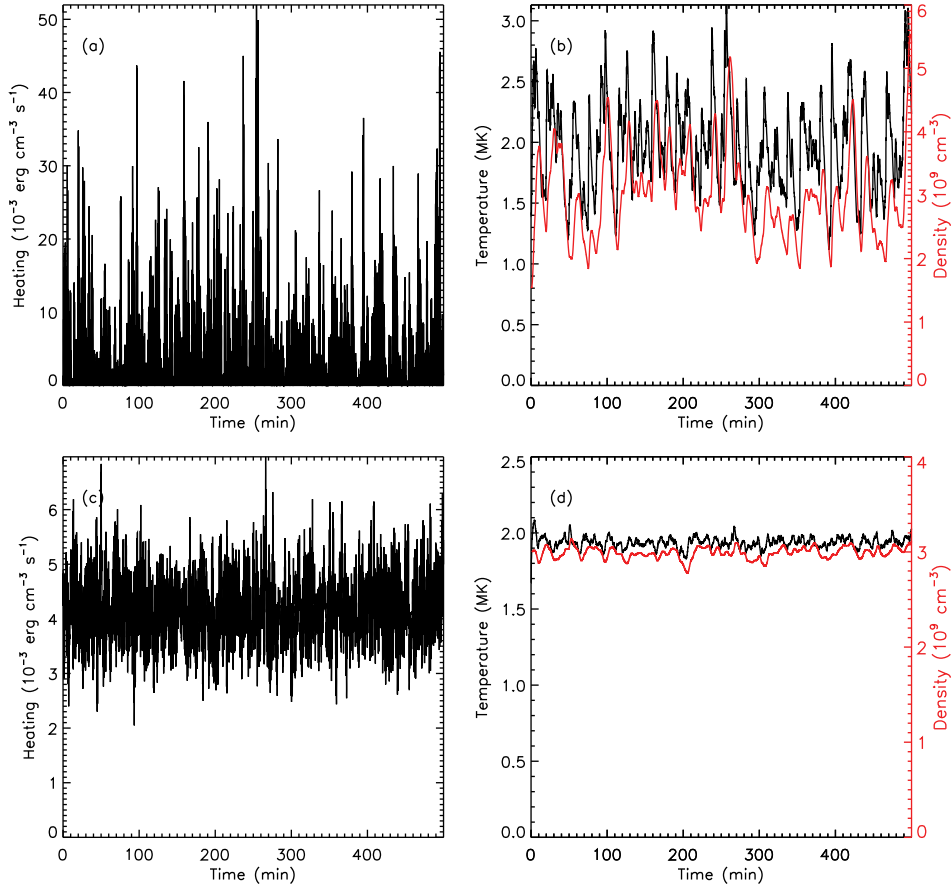 (a)
Heating (10⁻³ erg cm⁻³ s⁻¹)
50
40
30
20
10
0
0 100 200 300 400
Time (min)
(b)
Temperature (MK)
3.0
2.5
2.0
1.5
1.0
0.5
0.0
Density (10⁹ cm⁻³)
6
5
4
3
2
1
0
0 100 200 300 400
Time (min)
(c)
Heating (10⁻³ erg cm⁻³ s⁻¹)
6
5
4
3
2
1
0
0 100 200 300 400
Time (min)
(d)
Temperature (MK)
2.5
2.0
1.5
1.0
0.5
0.0
Density (10⁹ cm⁻³)
4
3
2
1
0
0 100 200 300 400
Time (min)